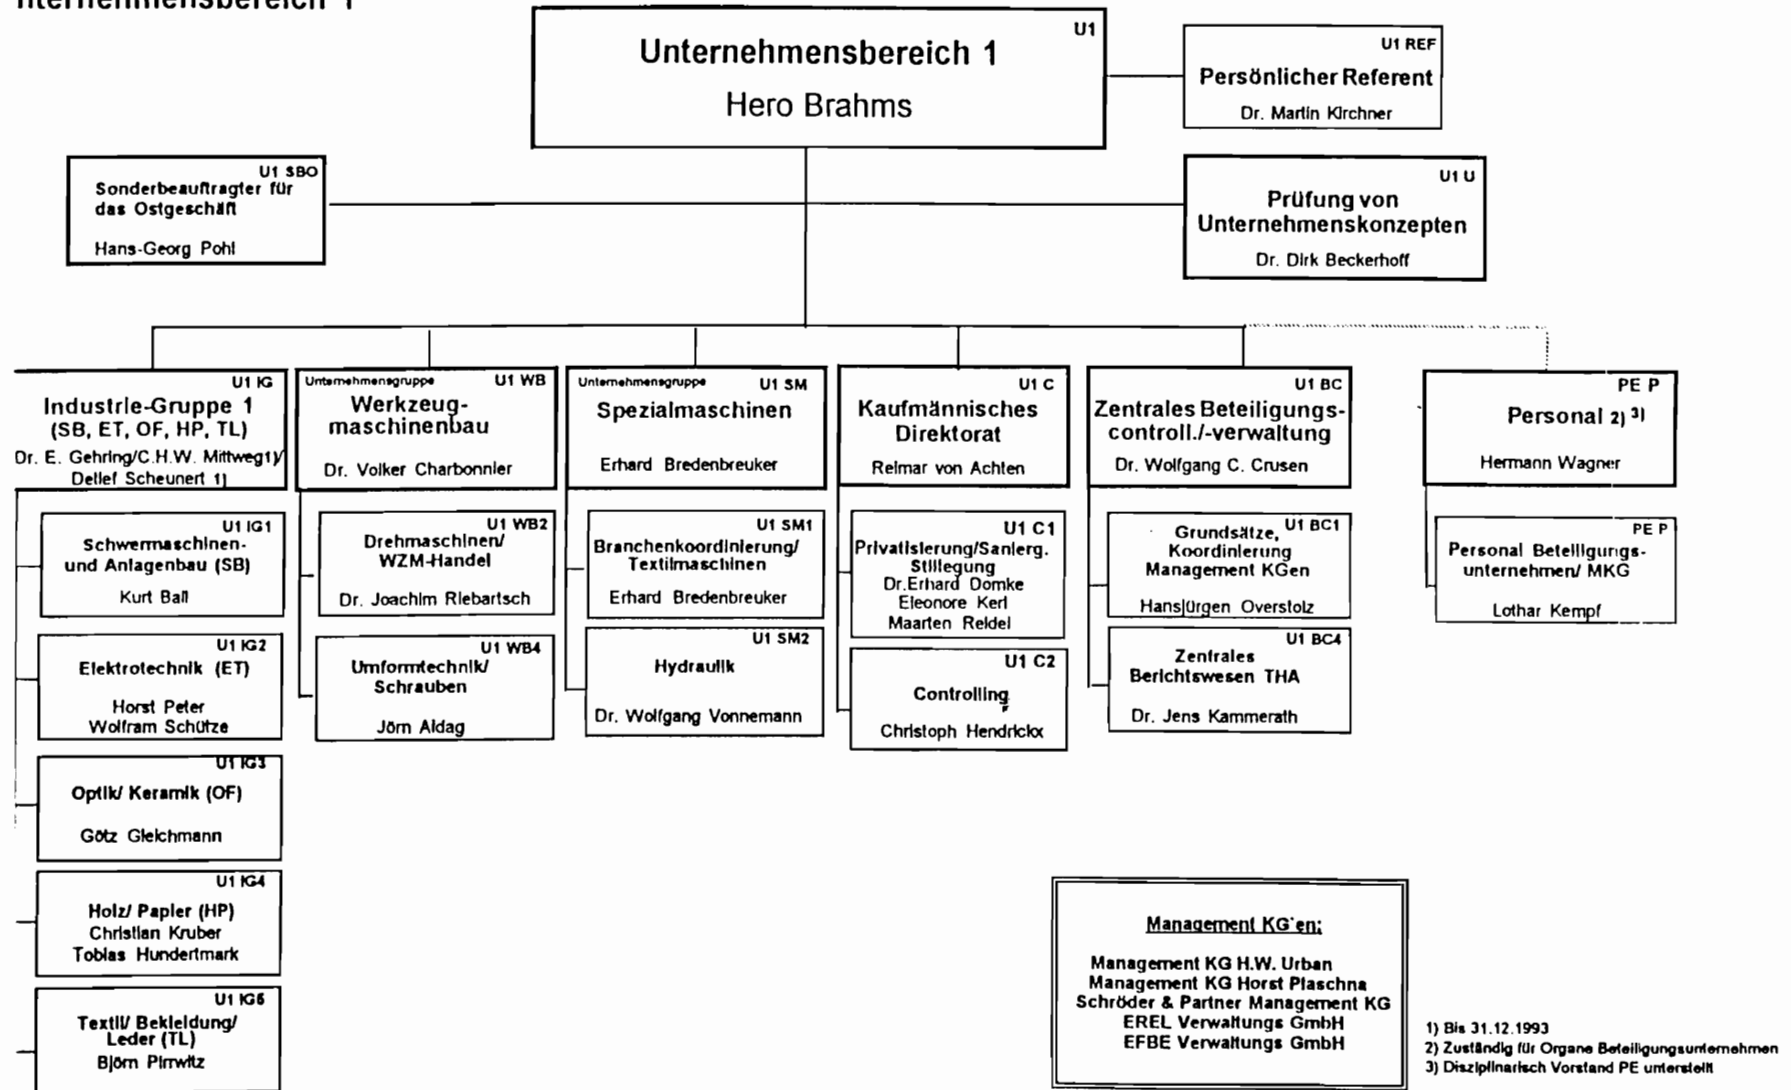 nternehmensbereich 1
U1
Unternehmensbereich 1
Hero Brahms
U1 REF
Persönlicher Referent
Dr. Martin Kirchner
U1 SBO
Sonderbeauftragter für
das Ostgeschäft
Hans-Georg Pohl
U1 U
Prüfung von
Unternehmenskonzepten
Dr. Dirk Beckerhoff
U1 IG
Industrie-Gruppe 1
(SB, ET, OF, HP, TL)
Dr. E. Gehring/C.H.W. Mittweg1)/
Detlef Scheunert 1)
Unternehmensgruppe U1 WB
Werkzeug-
maschinenbau
Dr. Volker Charbonnier
Unternehmensgruppe U1 SM
Spezialmaschinen
Erhard Bredenbreuker
U1 C
Kaufmännisches
Direktorat
Reimar von Achten
U1 BC
Zentrales Beteiligungs-
controll./-verwaltung
Dr. Wolfgang C. Crusen
PE P
Personal 2) 3)
Hermann Wagner
U1 IG1
Schwermaschinen-
und Anlagenbau (SB)
Kurt Ball
U1 IG2
Elektrotechnik (ET)
Horst Peter
Wolfram Schütze
U1 IG3
Optik/ Keramik (OF)
Götz Gleichmann
U1 IG4
Holz/ Papier (HP)
Christian Kruber
Tobias Hundertmark
U1 IG5
Textil/ Bekleidung/
Leder (TL)
Björn Pirrwitz
U1 WB2
Drehmaschinen/
WZM-Handel
Dr. Joachim Riebartsch
U1 WB4
Umformtechnik/
Schrauben
Jörn Aldag
U1 SM1
Branchenkoordinierung/
Textilmaschinen
Erhard Bredenbreuker
U1 SM2
Hydraulik
Dr. Wolfgang Vonnemann
U1 C1
Privatisierung/Sanierg.
Stillegung
Dr.Erhard Domke
Eleonore Kerl
Maarten Reidel
U1 C2
Controlling
Christoph Hendrickx
U1 BC1
Grundsätze,
Koordinierung
Management KGen
Hansjürgen Overstolz
U1 BC4
Zentrales
Berichtswesen THA
Dr. Jens Kammerath
PE P
Personal Beteiligungs-
unternehmen/ MKG
Lothar Kempf
Management KG'en:
Management KG H.W. Urban
Management KG Horst Plaschna
Schröder & Partner Management KG
EREL Verwaltungs GmbH
EFBE Verwaltungs GmbH
1) Bis 31.12.1993
2) Zuständig für Organe Beteiligungsunternehmen
3) Disziplinarisch Vorstand PE unterstellt